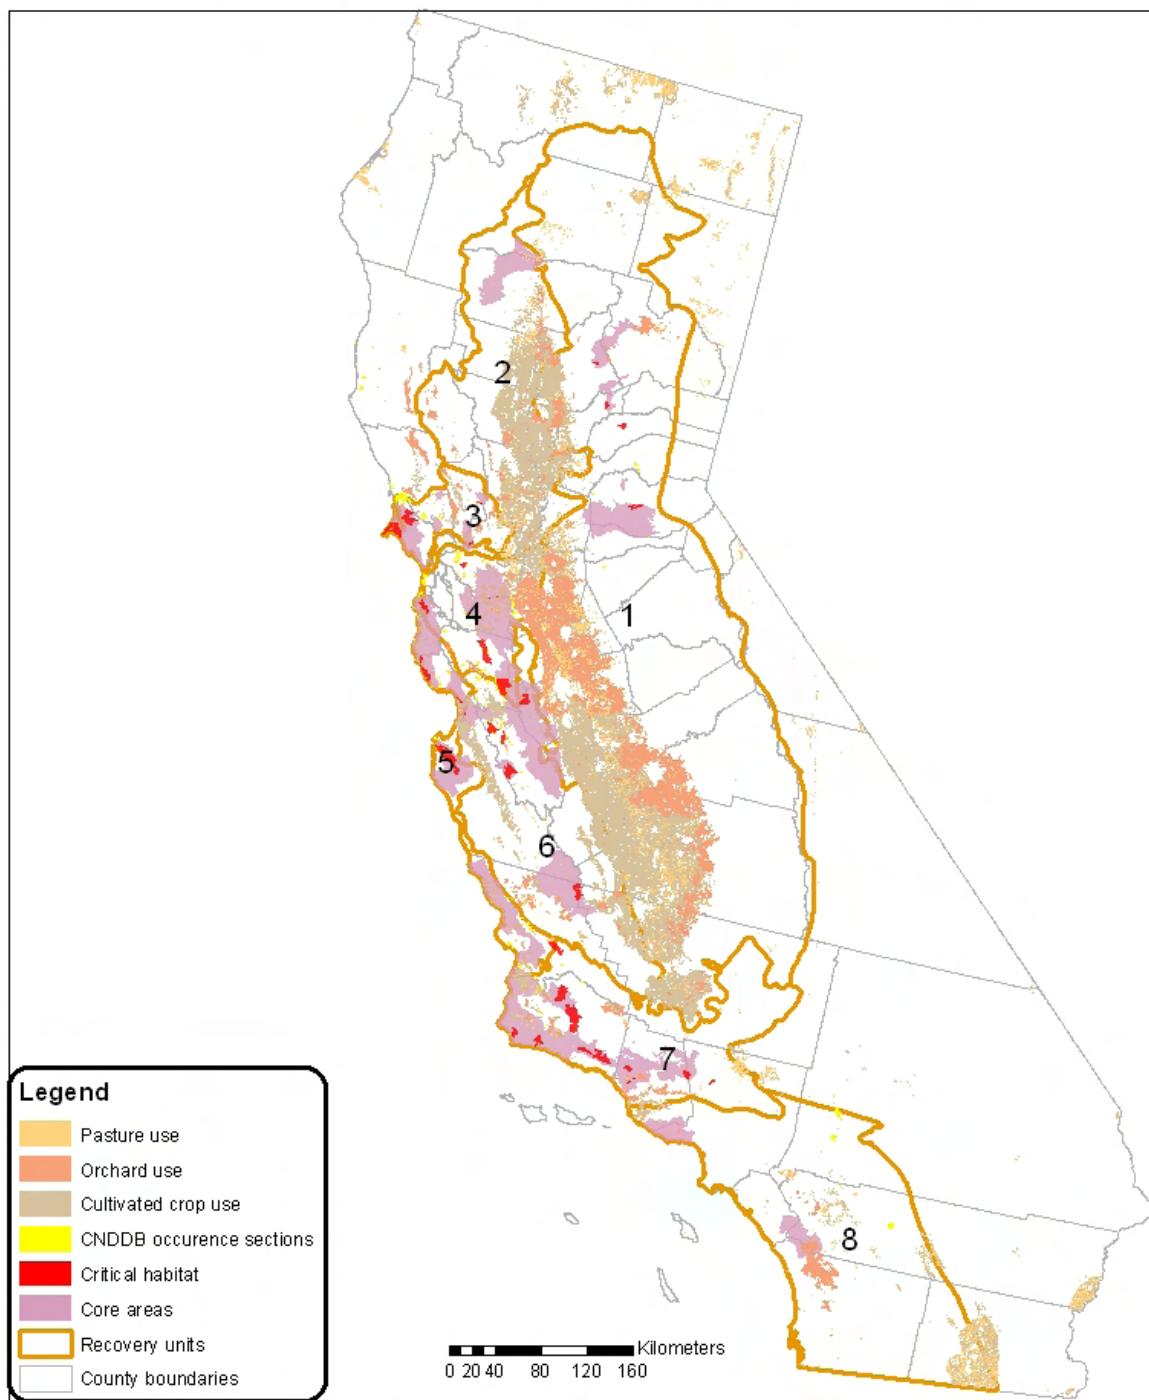 2
3
1
4
5
6
7
8
Legend
Pasture use
Orchard use
Cultivated crop use
CNDDB occurence sections
Critical habitat
Core areas
Recovery units
County boundaries
Kilometers
0 20 40 80 120 160